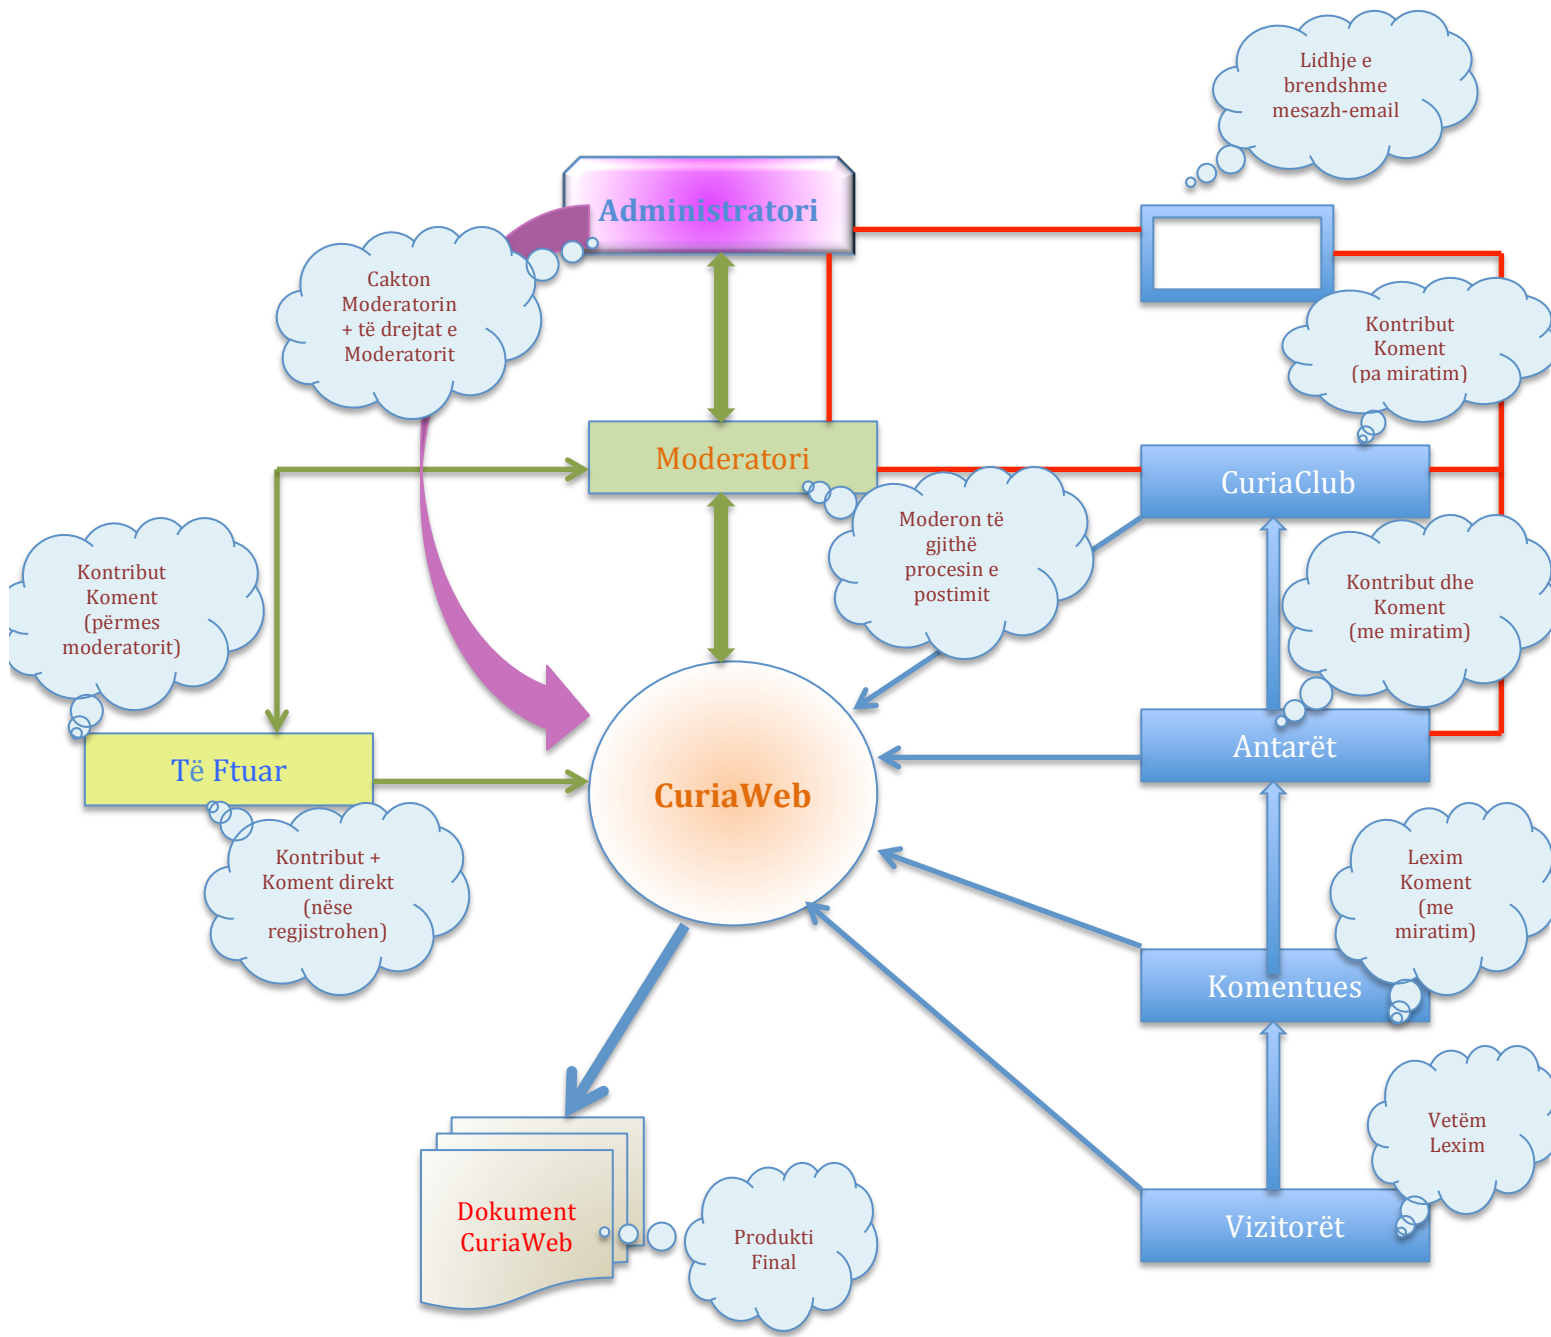 Lidhje e
brendshme
mesazh-email
Administratori
Cakton
Moderatorin
+ të drejtat e
Moderatorit
Kontribut
Koment
(pa miratim)
Moderatori
CuriaClub
Moderon të
gjithë
procesin e
postimit
Kontribut
Koment
(përmes
moderatorit)
Kontribut dhe
Koment
(me miratim)
Të Ftuar
Antarët
CuriaWeb
Kontribut +
Koment direkt
(nëse
regjistrohen)
Lexim
Koment
(me
miratim)
Komentues
Vetëm
Lexim
Dokument
CuriaWeb
Produkti
Final
Vizitorët